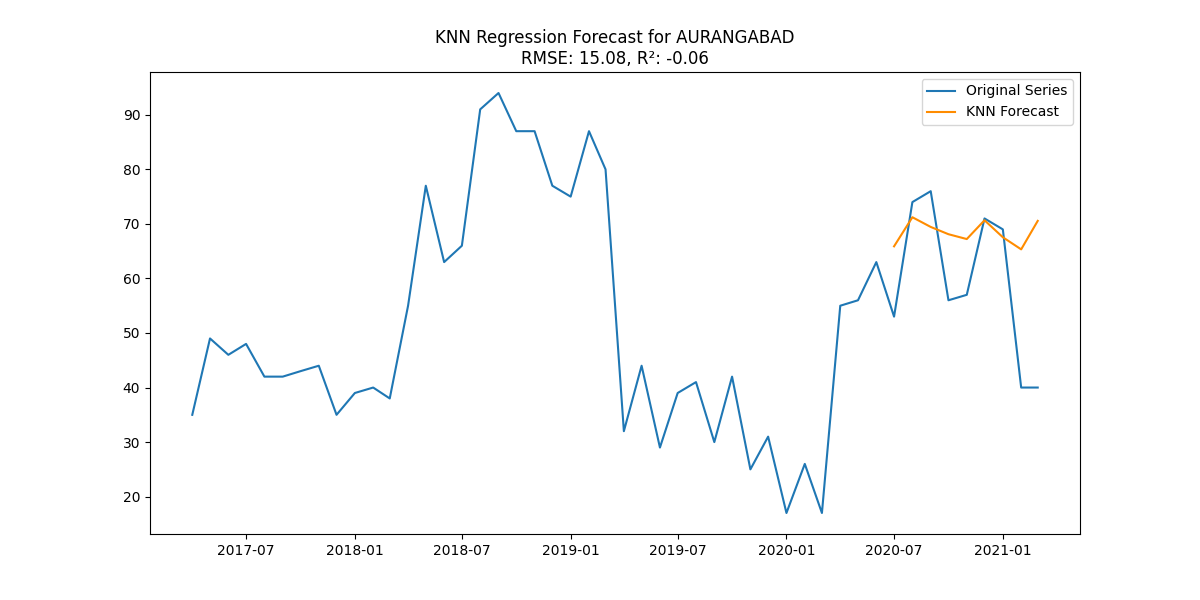 KNN Regression Forecast for AURANGABAD
RMSE: 15.08, R²: -0.06
Original Series
KNN Forecast
90
80
70
60
50
40
30
20
2017-07 2018-01 2018-07 2019-01 2019-07 2020-01 2020-07 2021-01